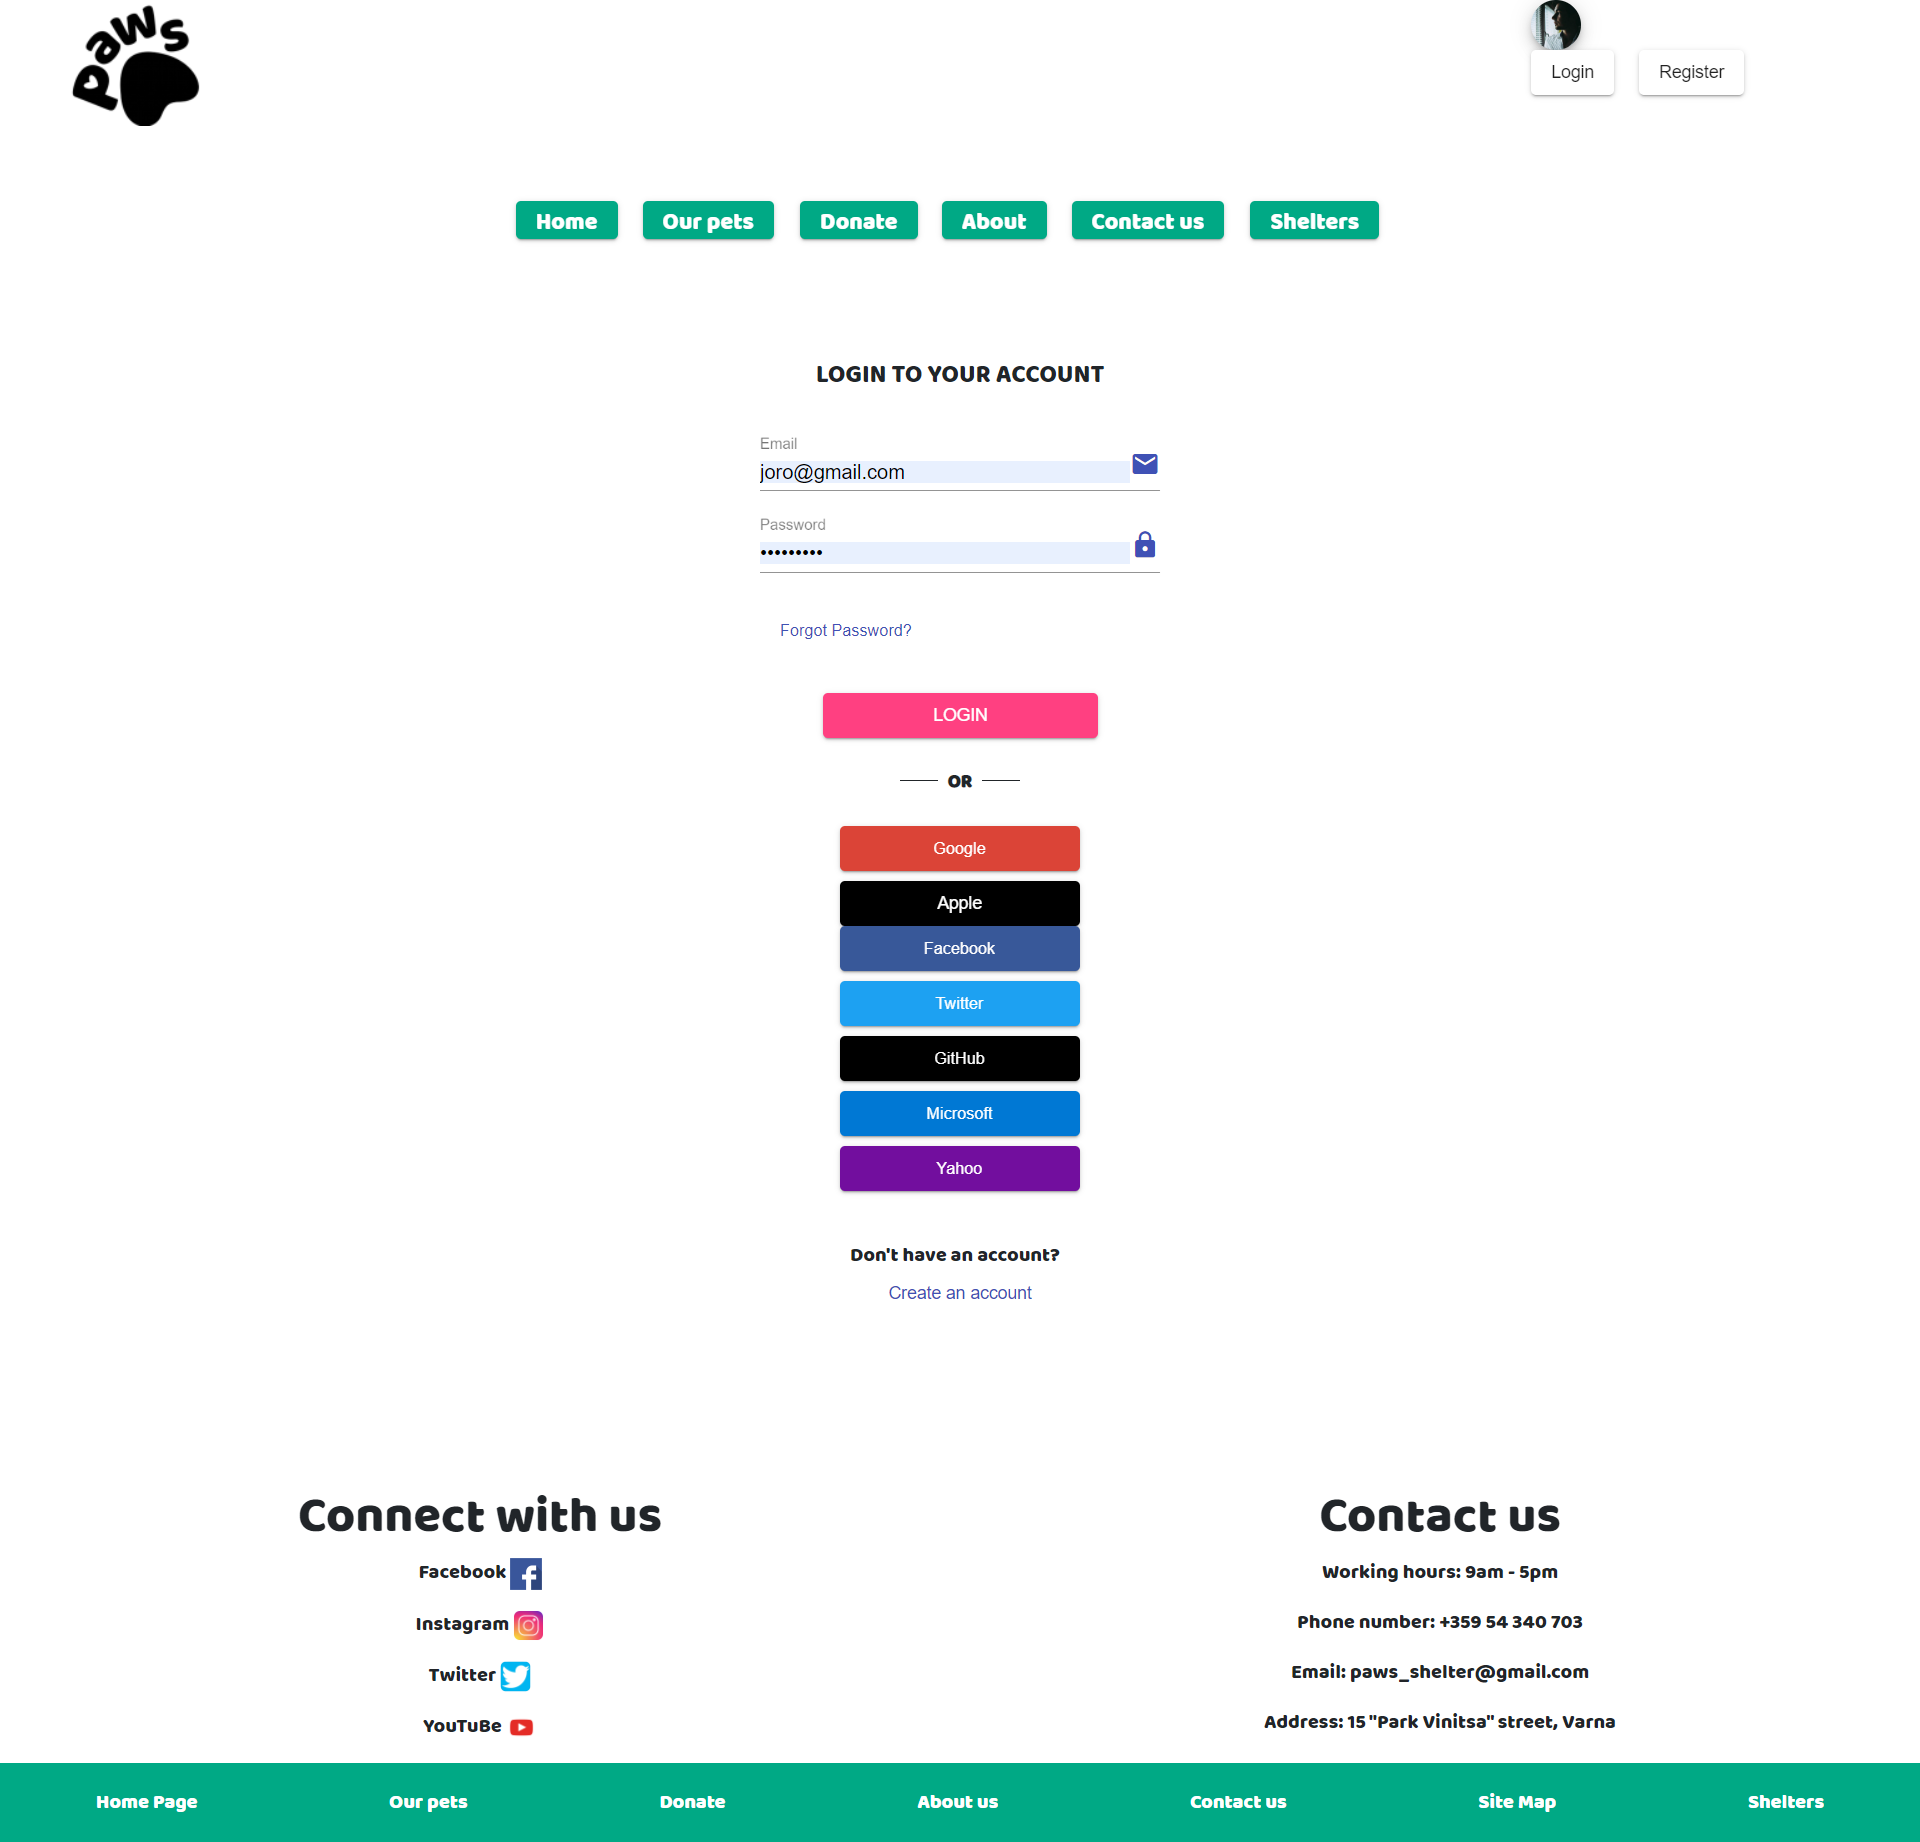 paws
Login Register
Home Our pets Donate About Contact us Shelters
LOGIN TO YOUR ACCOUNT
Email
joro@gmail.com
Password
•••••••••
Forgot Password?
LOGIN
OR
Google
Apple
Facebook
Twitter
GitHub
Microsoft
Yahoo
Don't have an account?
Create an account
Connect with us
Facebook
Instagram
Twitter
YouTuBe
Contact us
Working hours: 9am - 5pm
Phone number: +359 54 340 703
Email: paws_shelter@gmail.com
Address: 15 "Park Vinitsa" street, Varna
Home Page Our pets Donate About us Contact us Site Map Shelters